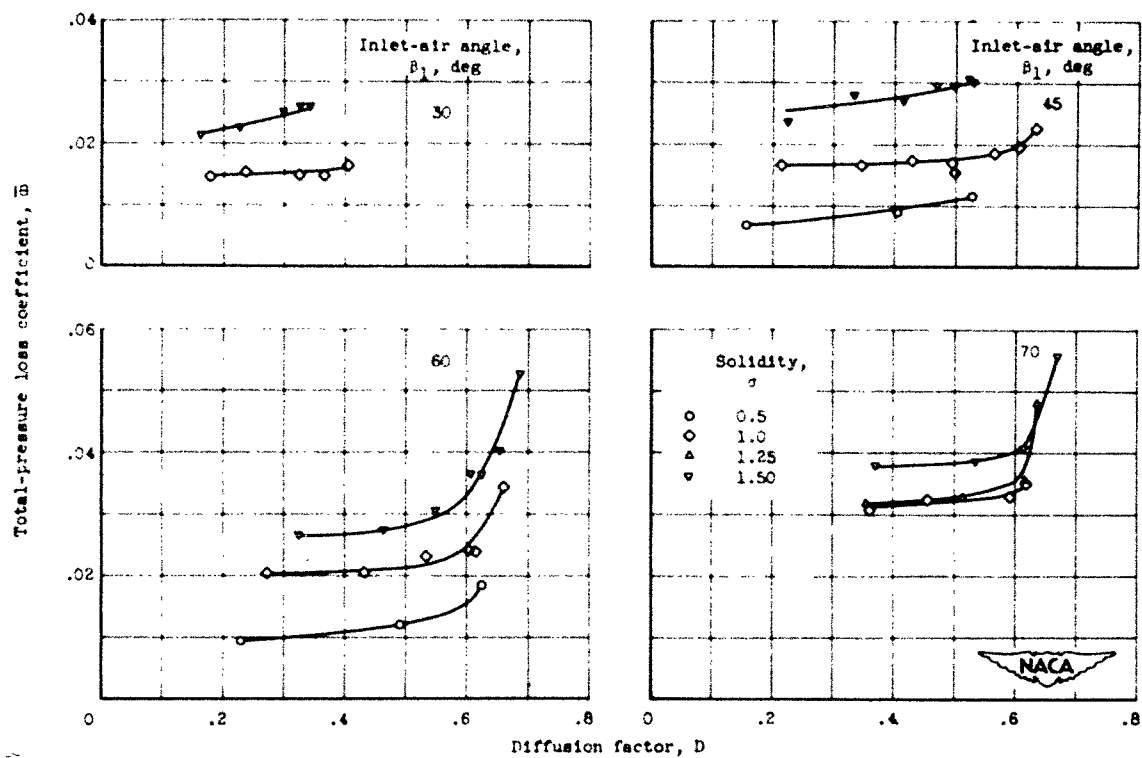 .04
Inlet-air angle,
β₁, deg
30
.02
0
Inlet-air angle,
β₁, deg
45
Total-pressure loss coefficient, ω̄
.06
60
.04
.02
0
.2
.4
.6
.8
Solidity,
σ
0.5
1.0
1.25
1.50
70
NACA
0
.2
.4
.6
.8
Diffusion factor, D